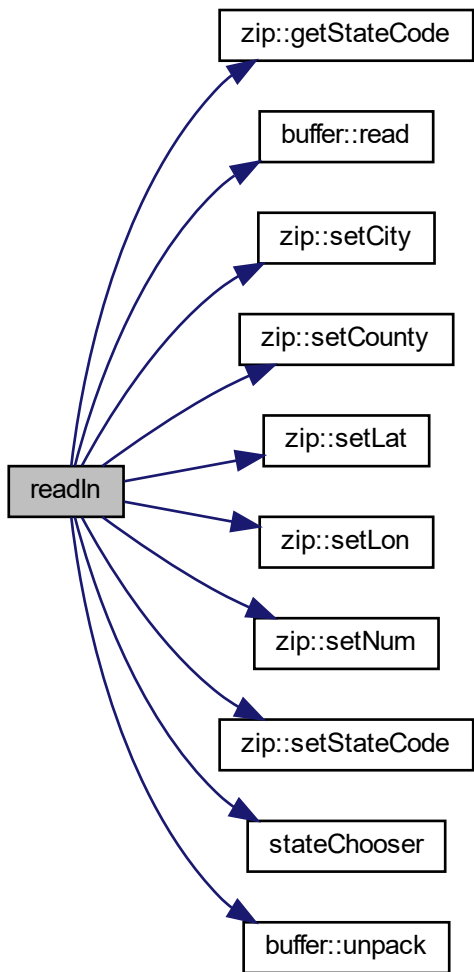 zip::getStateCode
buffer::read
zip::setCity
zip::setCounty
zip::setLat
readIn
zip::setLon
zip::setNum
zip::setStateCode
stateChooser
buffer::unpack